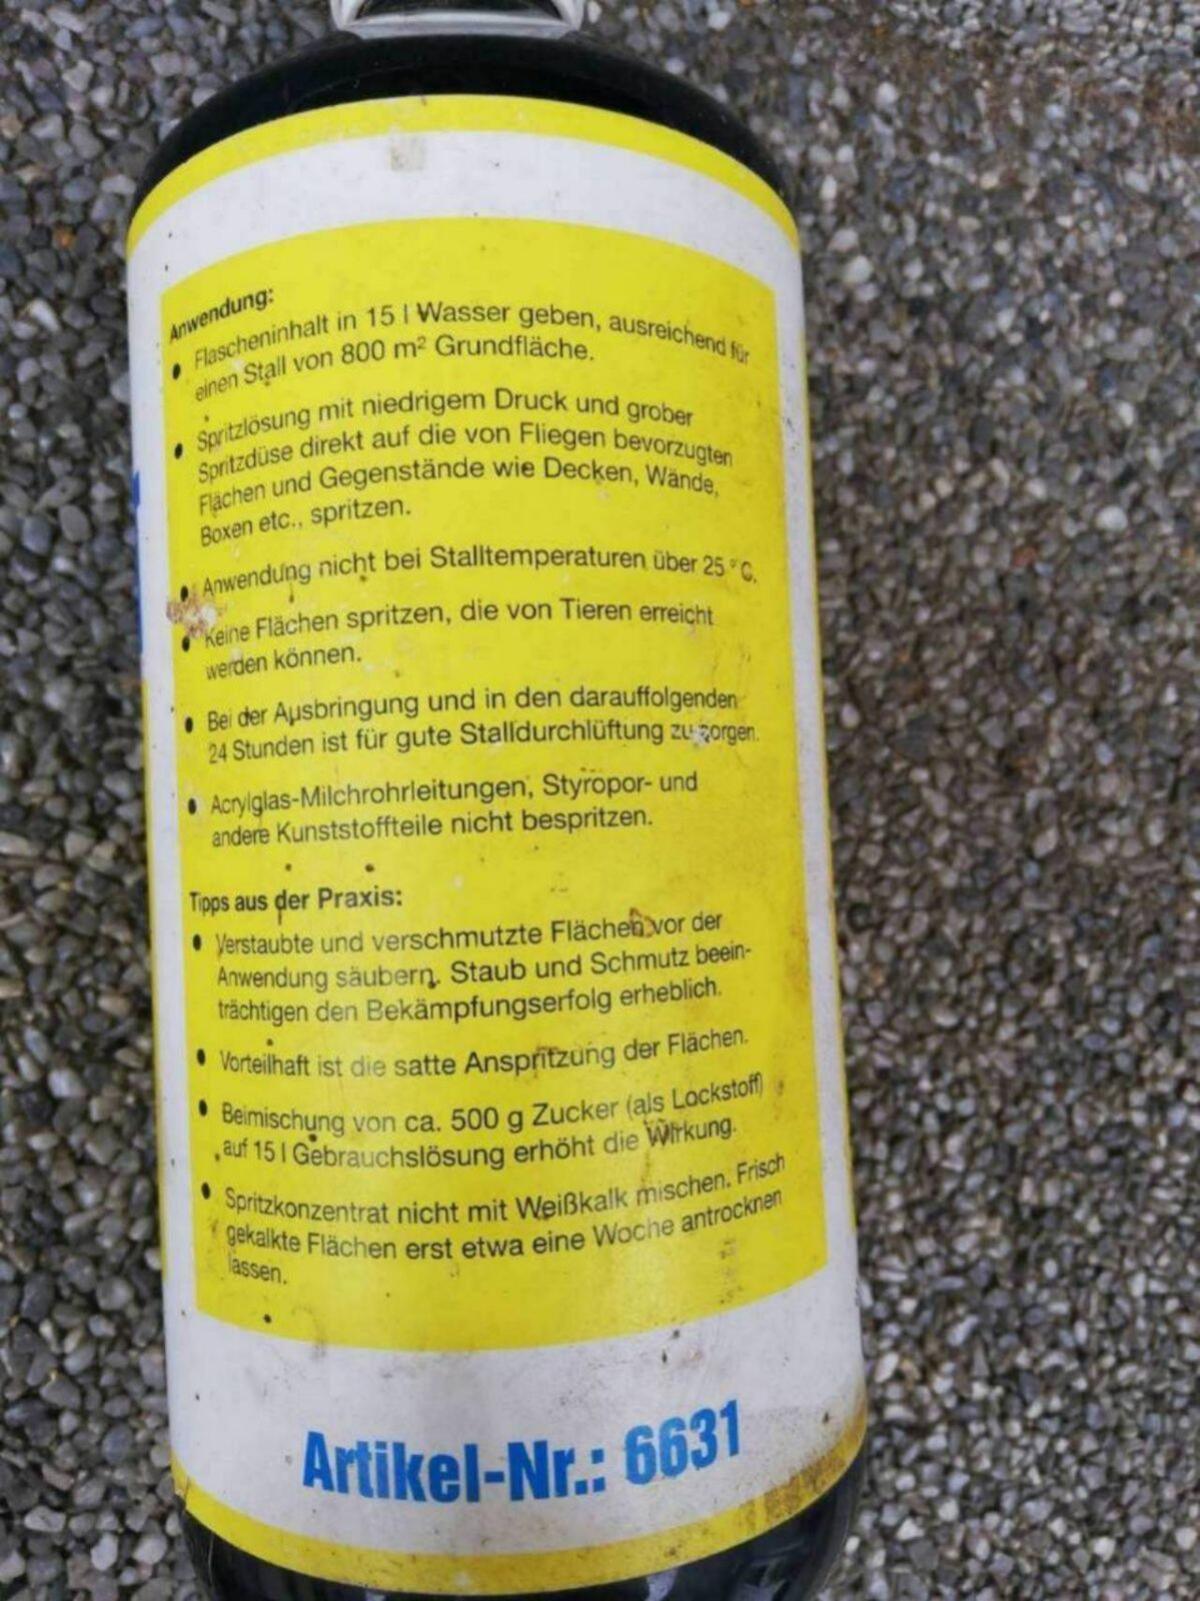 Anwendung:
• Flascheninhalt in 15 l Wasser geben, ausreichend für
einen Stall von 800 m² Grundfläche.
• Spritzlösung mit niedrigem Druck und grober
Spritzdüse direkt auf die von Fliegen bevorzugten
Flächen und Gegenstände wie Decken, Wände,
Boxen etc., spritzen.
• Anwendung nicht bei Stalltemperaturen über 25 °C.
• Keine Flächen spritzen, die von Tieren erreicht
werden können.
• Bei der Ausbringung und in den darauffolgenden
24 Stunden ist für gute Stalldurchlüftung zu sorgen.
• Acrylglas-Milchrohrleitungen, Styropor- und
andere Kunststoffteile nicht bespritzen.
Tipps aus der Praxis:
• Verstaubte und verschmutzte Flächen vor der
Anwendung säubern. Staub und Schmutz beein-
trächtigen den Bekämpfungserfolg erheblich.
• Vorteilhaft ist die satte Anspritzung der Flächen.
• Beimischung von ca. 500 g Zucker (als Lockstoff)
auf 15 l Gebrauchslösung erhöht die Wirkung.
• Spritzkonzentrat nicht mit Weißkalk mischen. Frisch
gekalkte Flächen erst etwa eine Woche antrocknen
lassen.
Artikel-Nr.: 6631